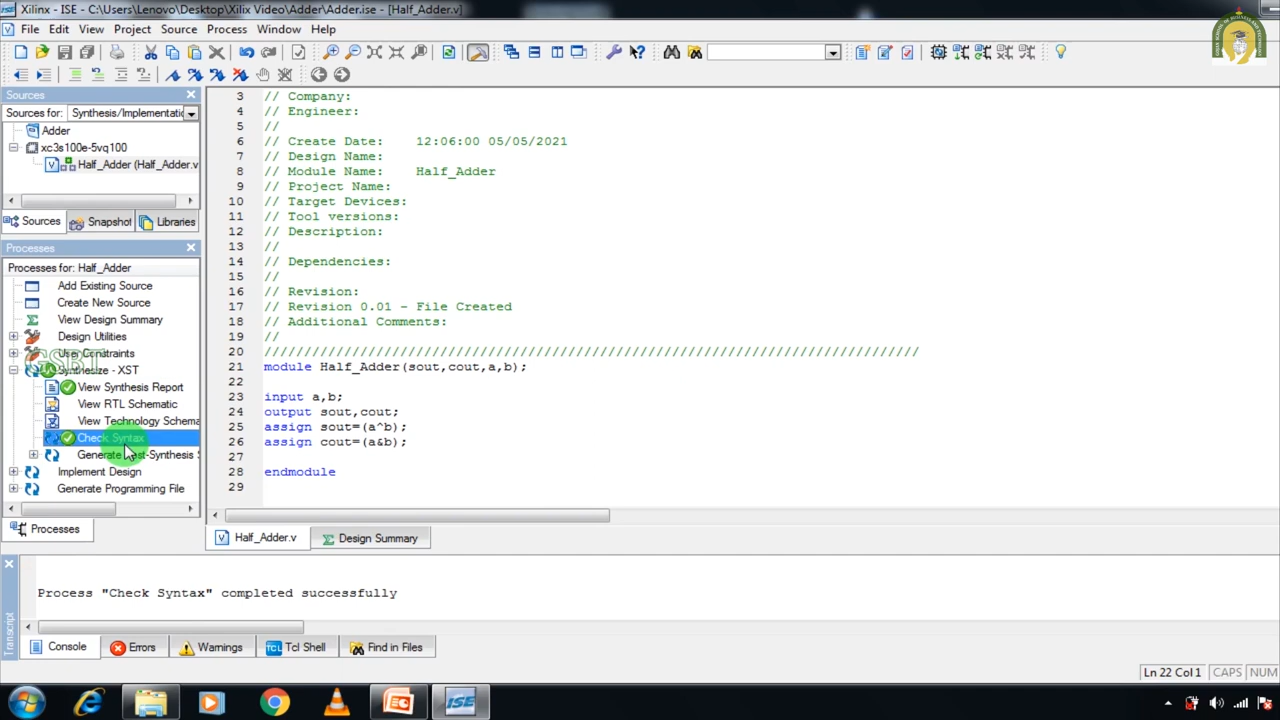 Xilinx - ISE - C:\Users\Lenovo\Desktop\Xilix Video\Adder\Adder.ise - [Half_Adder.v]
File Edit View Project Source Process Window Help
Sources
Sources for: Synthesis/Implementatic
Adder
xc3s100e-5vq100
Half_Adder (Half_Adder.v
Sources Snapshot Libraries
Processes
Processes for: Half_Adder
Add Existing Source
Create New Source
View Design Summary
Design Utilities
User Constraints
GSBT
Synthesize - XST
View Synthesis Report
View RTL Schematic
View Technology Schema
Check Syntax
Generate Post-Synthesis S
Implement Design
Generate Programming File
Processes
3 // Company:
4 // Engineer:
5 //
6 // Create Date: 12:06:00 05/05/2021
7 // Design Name:
8 // Module Name: Half_Adder
9 // Project Name:
10 // Target Devices:
11 // Tool versions:
12 // Description:
13 //
14 // Dependencies:
15 //
16 // Revision:
17 // Revision 0.01 - File Created
18 // Additional Comments:
19 //
20 //////////////////////////////////////////////////////////////////////////////////
21 module Half_Adder(sout,cout,a,b);
22
23 input a,b;
24 output sout,cout;
25 assign sout=(a^b);
26 assign cout=(a&b);
27
28 endmodule
29
Half_Adder.v Design Summary
Process "Check Syntax" completed successfully
Transcript
Console Errors Warnings TCL Tcl Shell Find in Files
Ln 22 Col 1 CAPS NUM
ISE